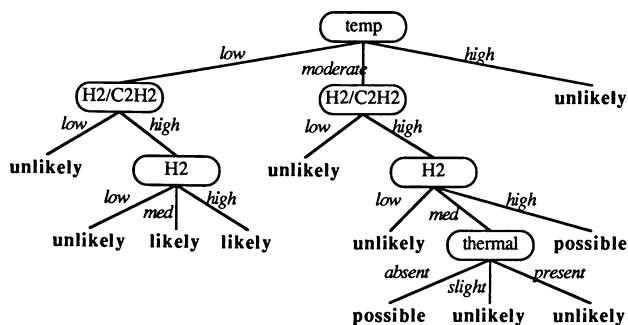 temp
low moderate high
H2/C2H2 H2/C2H2 unlikely
low high low high
unlikely H2 unlikely H2
low med high low med high
unlikely likely likely unlikely thermal possible
absent slight present
possible unlikely unlikely